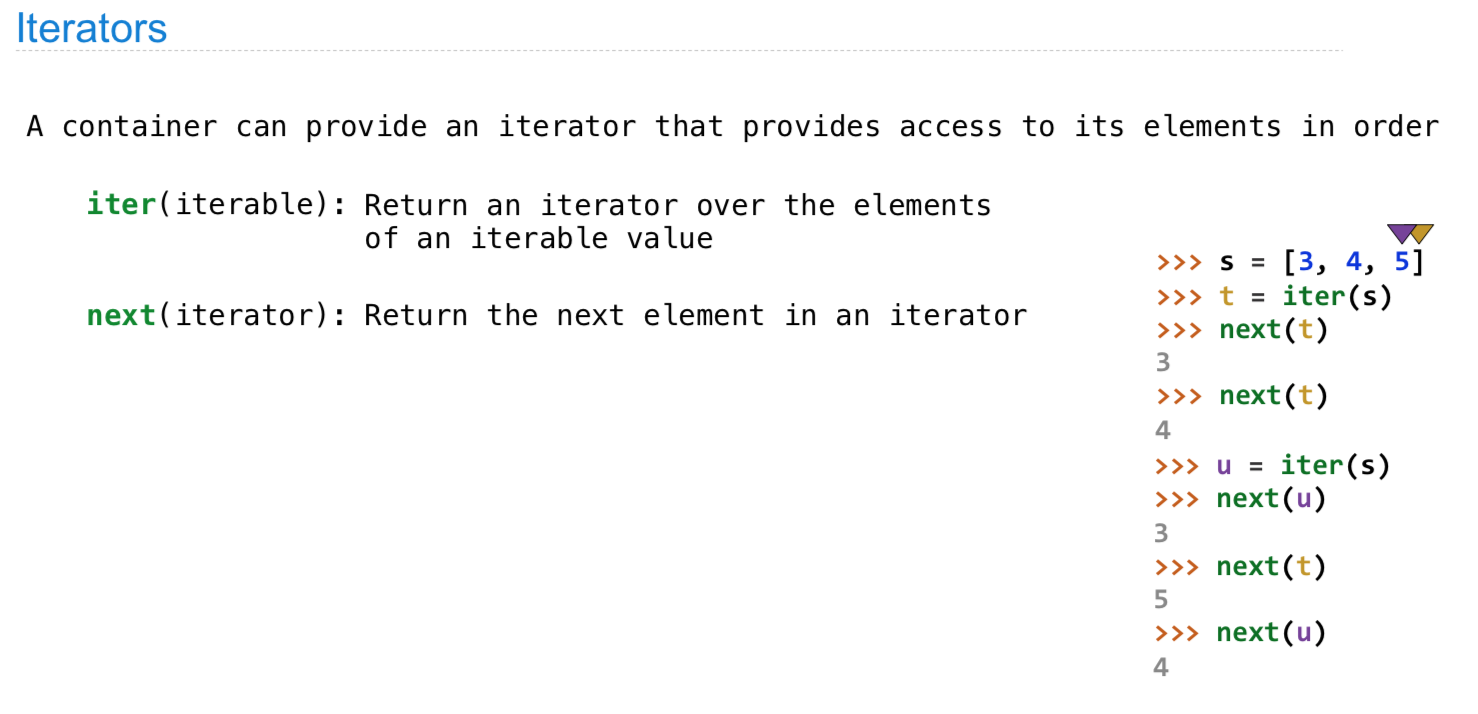 Iterators
A container can provide an iterator that provides access to its elements in order
iter(iterable): Return an iterator over the elements
of an iterable value
next(iterator): Return the next element in an iterator
>>> s = [3, 4, 5]
>>> t = iter(s)
>>> next(t)
3
>>> next(t)
4
>>> u = iter(s)
>>> next(u)
3
>>> next(t)
5
>>> next(u)
4